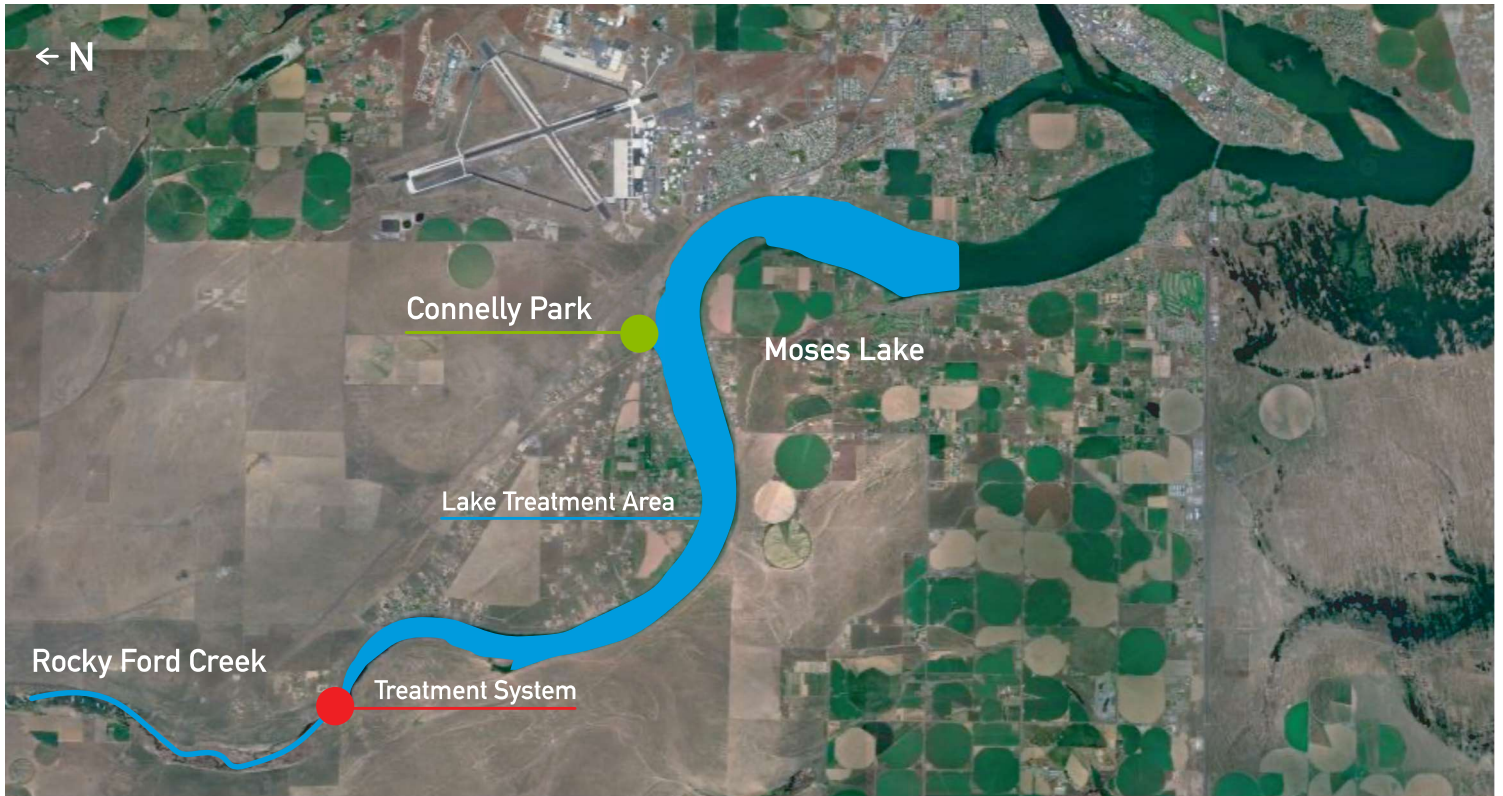 ← N
Connelly Park
Moses Lake
Lake Treatment Area
Rocky Ford Creek
Treatment System